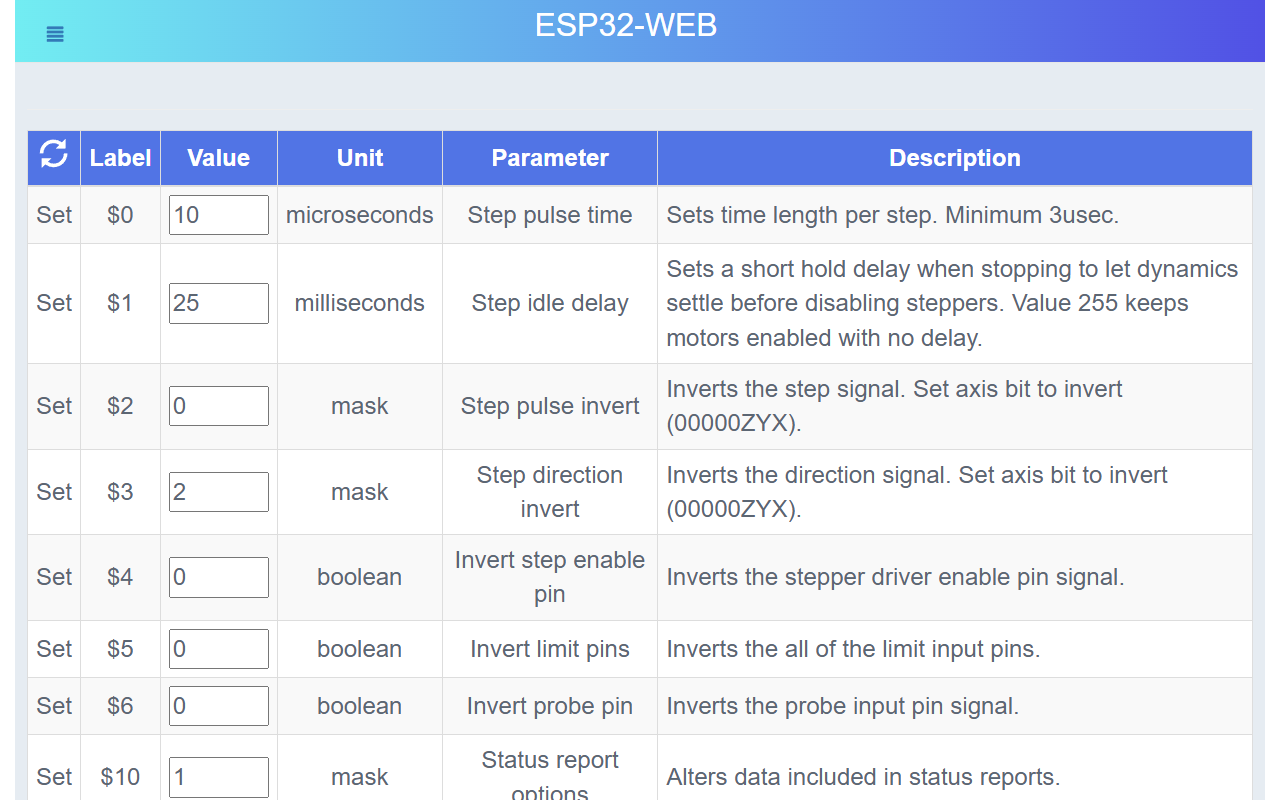 ESP32-WEB
Label Value Unit Parameter Description
Set $0 10 microseconds Step pulse time Sets time length per step. Minimum 3usec.
Set $1 25 milliseconds Step idle delay Sets a short hold delay when stopping to let dynamics
settle before disabling steppers. Value 255 keeps
motors enabled with no delay.
Set $2 0 mask Step pulse invert Inverts the step signal. Set axis bit to invert
(00000ZYX).
Set $3 2 mask Step direction
invert
Inverts the direction signal. Set axis bit to invert
(00000ZYX).
Set $4 0 boolean Invert step enable
pin
Inverts the stepper driver enable pin signal.
Set $5 0 boolean Invert limit pins Inverts the all of the limit input pins.
Set $6 0 boolean Invert probe pin Inverts the probe input pin signal.
Set $10 1 mask Status report
options
Alters data included in status reports.